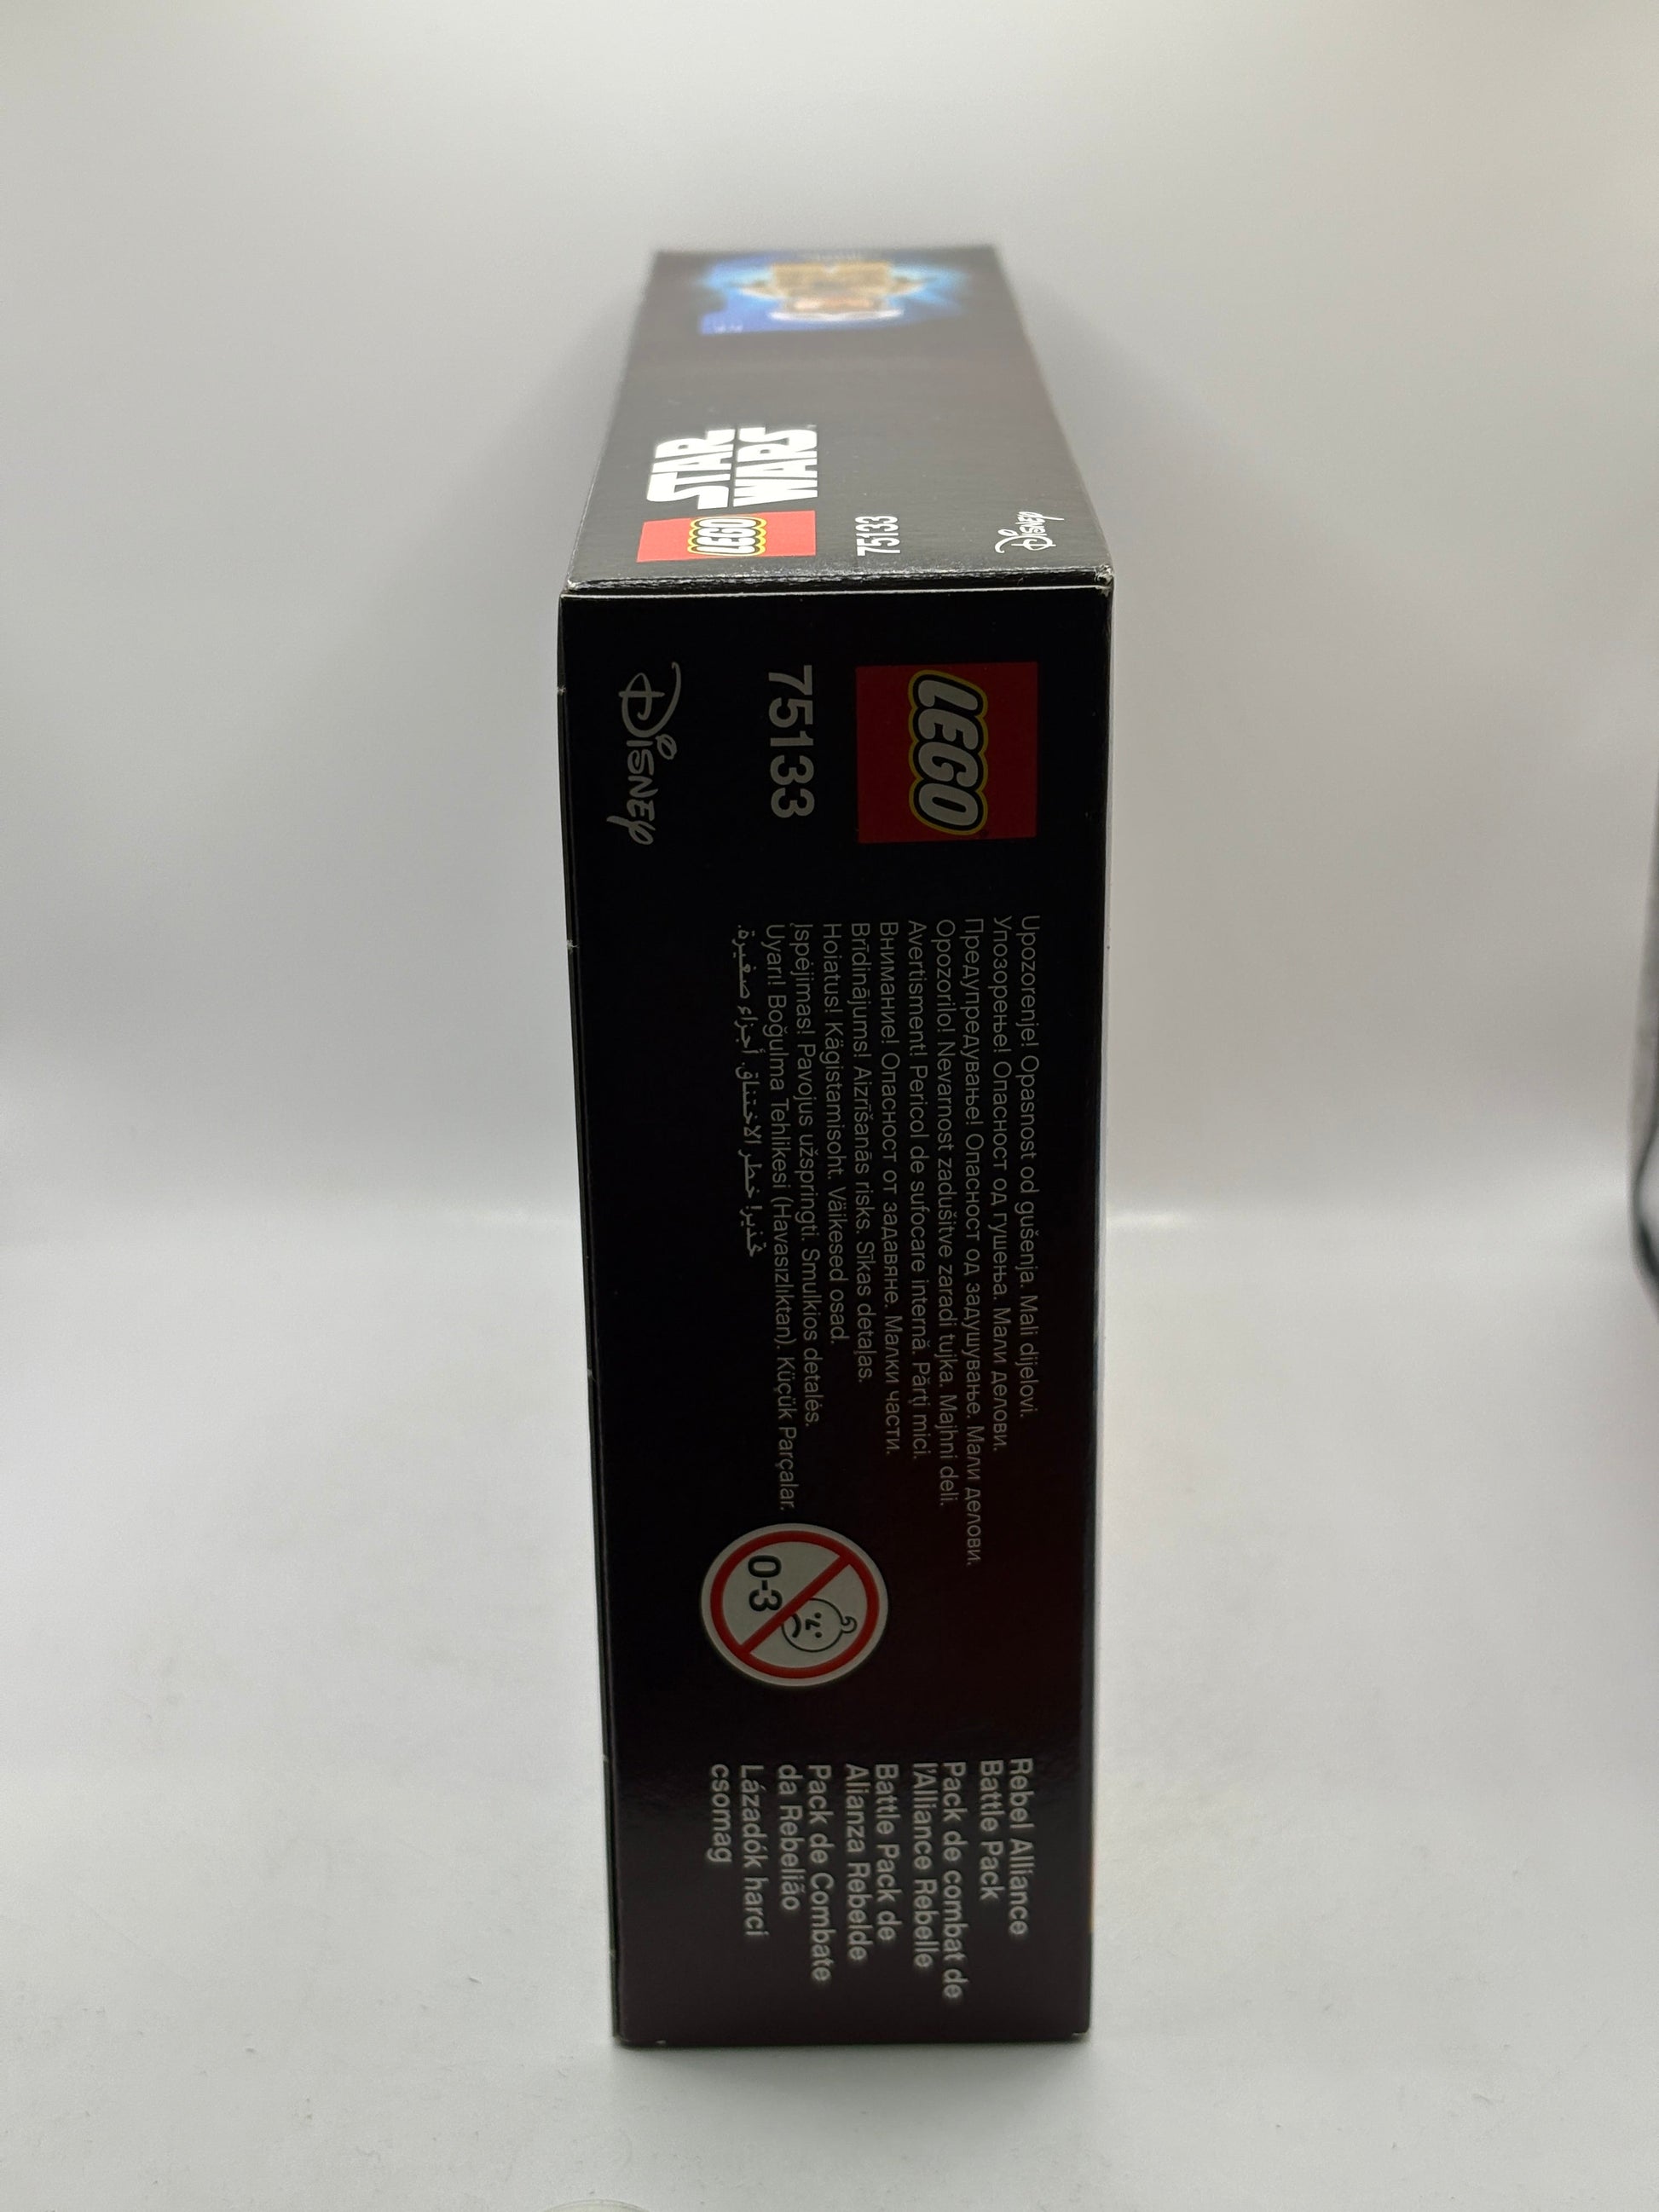 STAR
WARS
LEGO
75133
Disney
LEGO
75133
Disney
Upozorenje! Opasnost od gušenja. Mali dijelovi.
Упозорење! Опасност од гушења. Мали делови.
Предупредување! Опасност од задушување. Мали делови.
Opozorilo! Nevarnost zadušitve zaradi tujka. Majhni deli.
Avertisment! Pericol de sufocare internă. Părți mici.
Внимание! Опасност от задавяне. Малки части.
Brīdinājums! Aizrīšanās risks. Sīkas detaļas.
Hoiatus! Kägistamisoht. Väikesed osad.
Įspėjimas! Pavojus užspringti. Smulkios detalės.
Uyarı! Boğulma Tehlikesi (Havasızlıktan). Küçük Parçalar.
تحذير! خطر الاختناق. أجزاء صغيرة.
0-3
Rebel Alliance
Battle Pack
Pack de combat de
l'Alliance Rebelle
Battle Pack de
Alianza Rebelde
Pack de Combate
da Rebelião
Lázadók harci
csomag